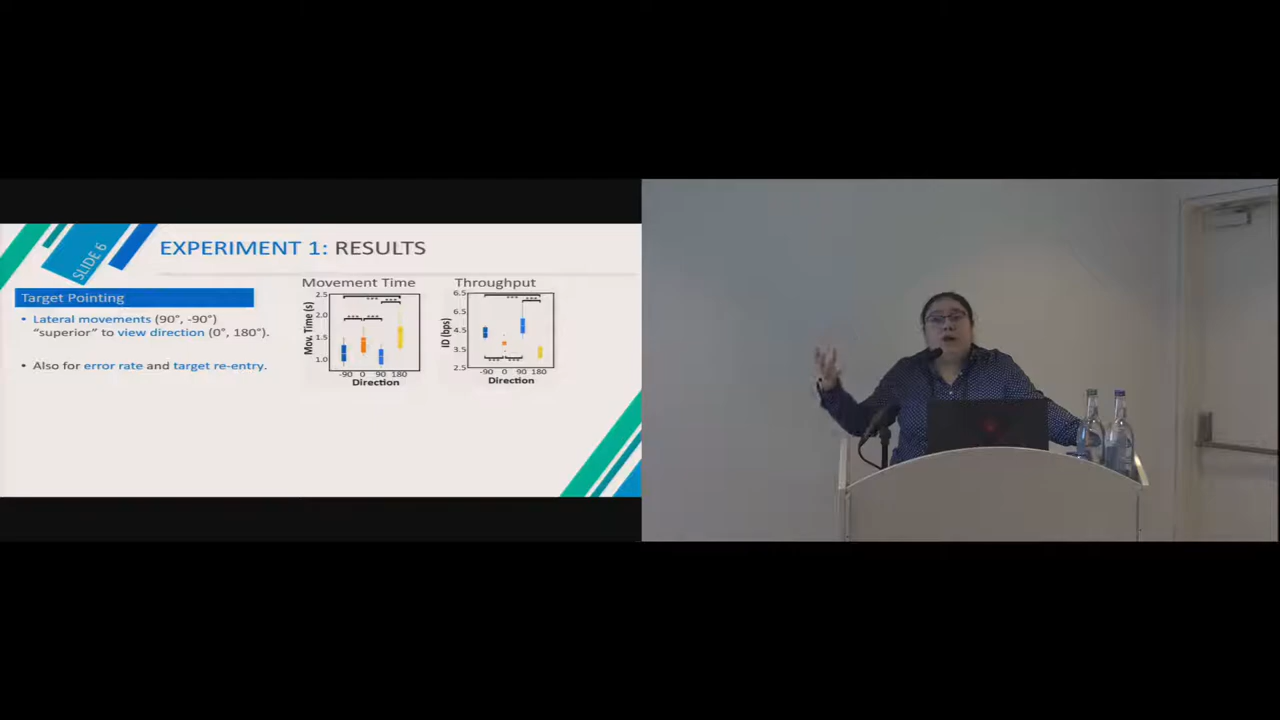 SLIDE 6
EXPERIMENT 1: RESULTS
Target Pointing
▪ Lateral movements (90°, -90°)
“superior” to view direction (0°, 180°).
▪ Also for error rate and target re-entry.
Movement Time
Mov. Time (s)
2.5
2.0
1.5
1.0
***
***
*** ***
-90 0 90 180
Direction
Throughput
ID (bps)
6.5
6.5
4.5
3.5
2.5
***
***
*** ***
-90 0 90 180
Direction